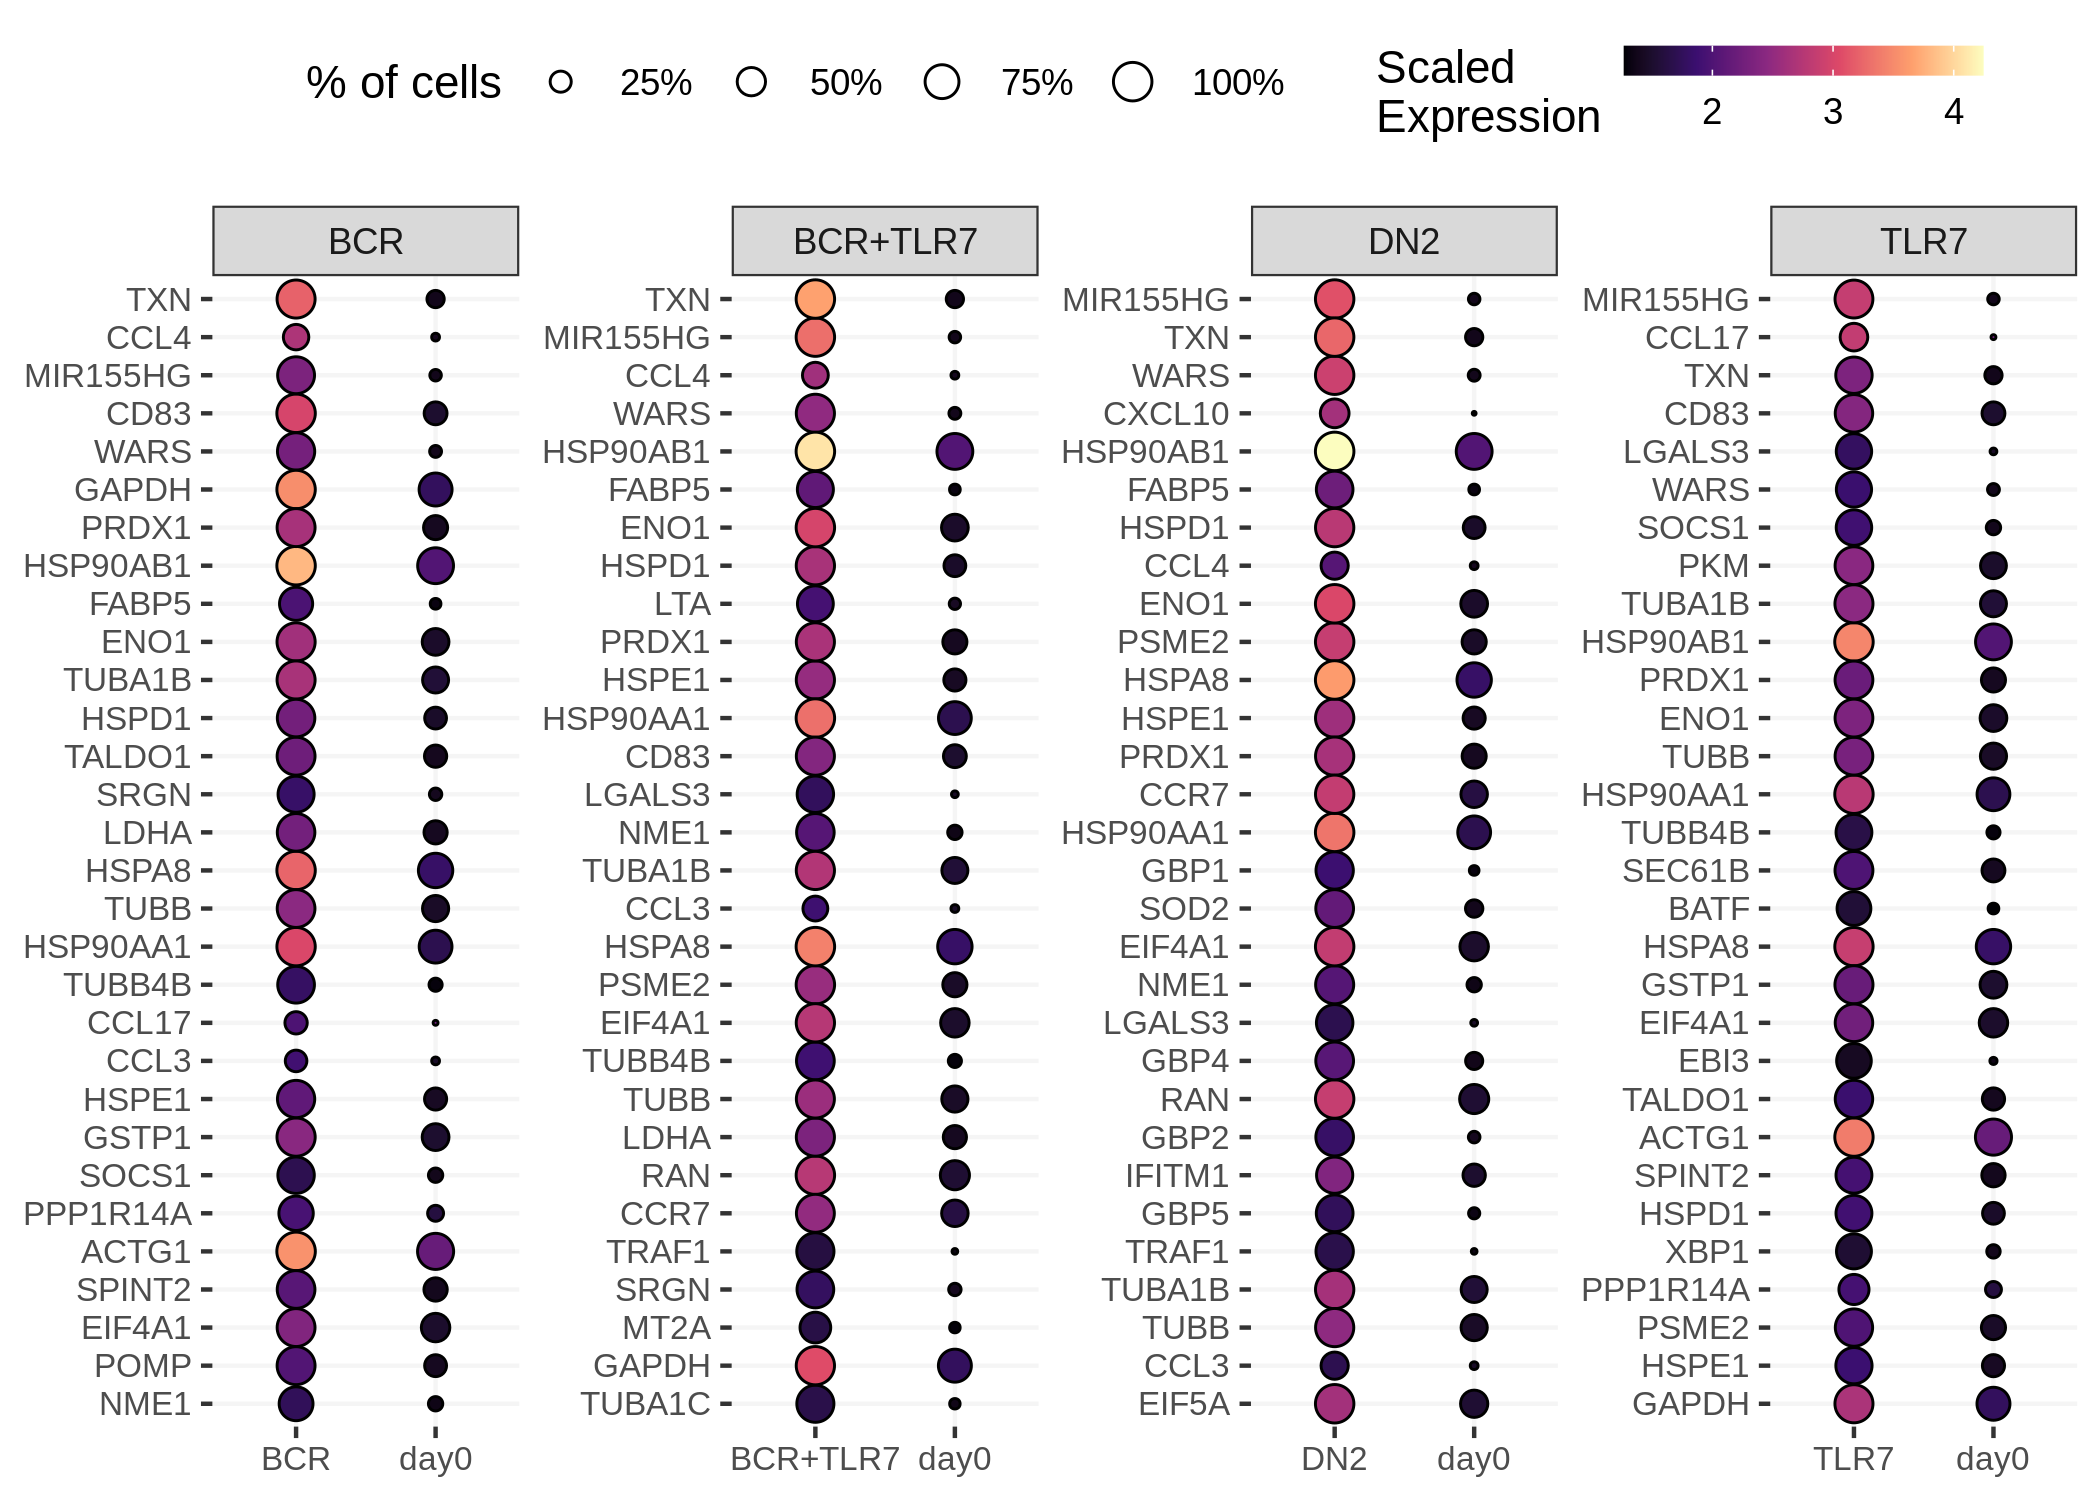 % of cells 25% 50% 75% 100%
Scaled
Expression
2 3 4
BCR
TXN
CCL4
MIR155HG
CD83
WARS
GAPDH
PRDX1
HSP90AB1
FABP5
ENO1
TUBA1B
HSPD1
TALDO1
SRGN
LDHA
HSPA8
TUBB
HSP90AA1
TUBB4B
CCL17
CCL3
HSPE1
GSTP1
SOCS1
PPP1R14A
ACTG1
SPINT2
EIF4A1
POMP
NME1
BCR day0
BCR+TLR7
TXN
MIR155HG
CCL4
WARS
HSP90AB1
FABP5
ENO1
HSPD1
LTA
PRDX1
HSPE1
HSP90AA1
CD83
LGALS3
NME1
TUBA1B
CCL3
HSPA8
PSME2
EIF4A1
TUBB4B
TUBB
LDHA
RAN
CCR7
TRAF1
SRGN
MT2A
GAPDH
TUBA1C
BCR+TLR7 day0
DN2
MIR155HG
TXN
WARS
CXCL10
HSP90AB1
FABP5
HSPD1
CCL4
ENO1
PSME2
HSPA8
HSPE1
PRDX1
CCR7
HSP90AA1
GBP1
SOD2
EIF4A1
NME1
LGALS3
GBP4
RAN
GBP2
IFITM1
GBP5
TRAF1
TUBA1B
TUBB
CCL3
EIF5A
DN2 day0
TLR7
MIR155HG
CCL17
TXN
CD83
LGALS3
WARS
SOCS1
PKM
TUBA1B
HSP90AB1
PRDX1
ENO1
TUBB
HSP90AA1
TUBB4B
SEC61B
BATF
HSPA8
GSTP1
EIF4A1
EBI3
TALDO1
ACTG1
SPINT2
HSPD1
XBP1
PPP1R14A
PSME2
HSPE1
GAPDH
TLR7 day0